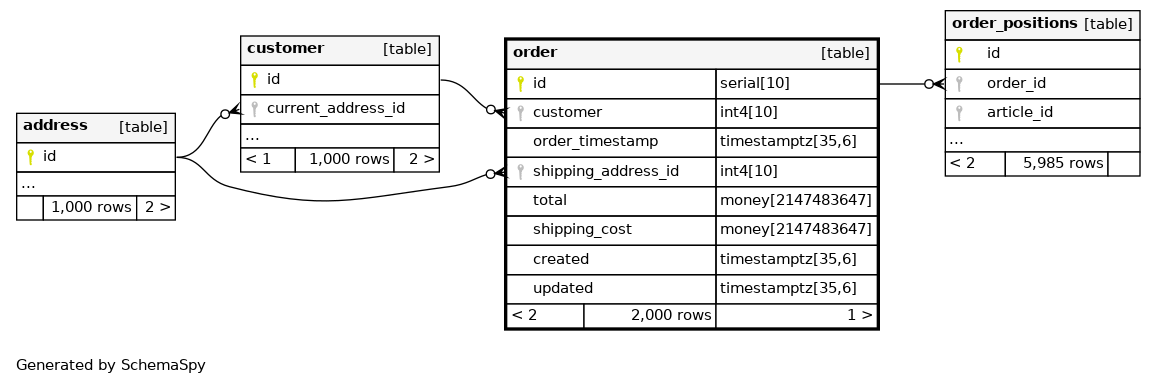 address [table]
id
...
1,000 rows 2 >
customer [table]
id
current_address_id
...
< 1 1,000 rows 2 >
order [table]
id serial[10]
customer int4[10]
order_timestamp timestamptz[35,6]
shipping_address_id int4[10]
total money[2147483647]
shipping_cost money[2147483647]
created timestamptz[35,6]
updated timestamptz[35,6]
< 2 2,000 rows 1 >
order_positions [table]
id
order_id
article_id
...
< 2 5,985 rows
Generated by SchemaSpy